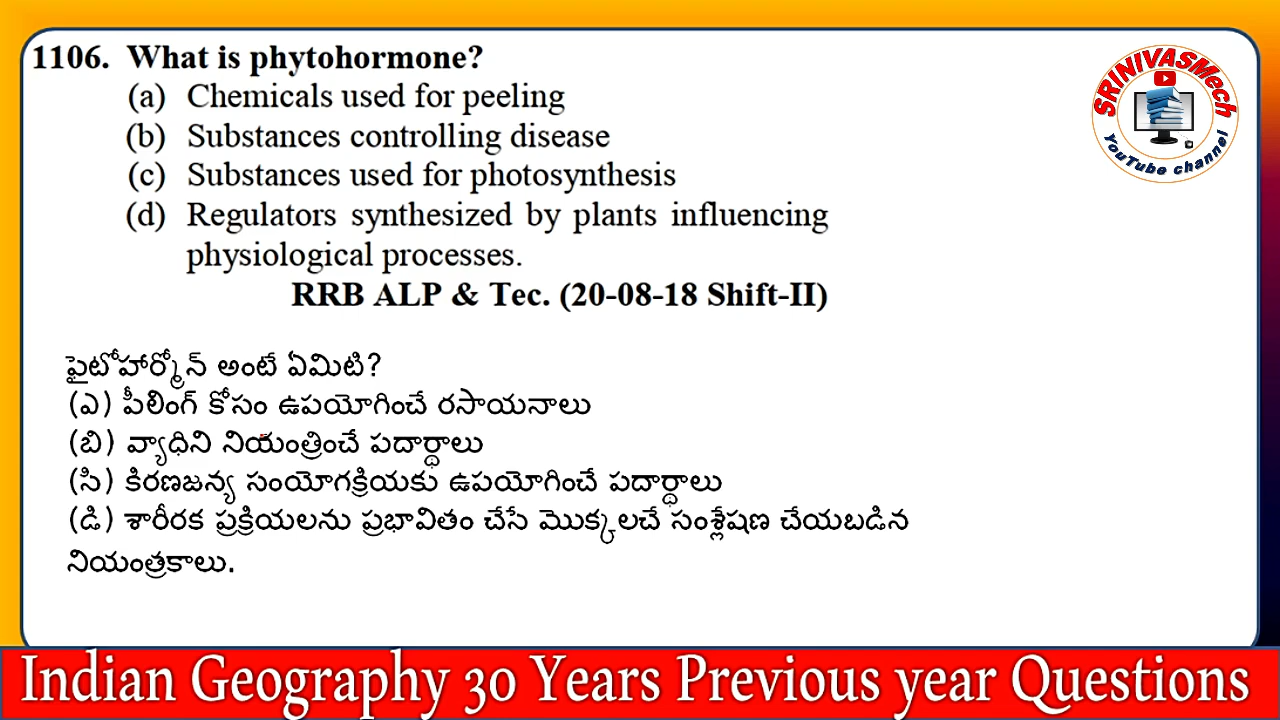 1106. What is phytohormone?
(a) Chemicals used for peeling
(b) Substances controlling disease
(c) Substances used for photosynthesis
(d) Regulators synthesized by plants influencing
physiological processes.
RRB ALP & Tec. (20-08-18 Shift-II)
SRINIVASMech
YouTube channel
ఫైటోహార్మోన్ అంటే ఏమిటి?
(ఎ) పీలింగ్ కోసం ఉపయోగించే రసాయనాలు
(బి) వ్యాధిని నియంత్రించే పదార్థాలు
(సి) కిరణజన్య సంయోగక్రియకు ఉపయోగించే పదార్థాలు
(డి) శారీరక ప్రక్రియలను ప్రభావితం చేసే మొక్కలచే సంశ్లేషణ చేయబడిన
నియంత్రకాలు.
Indian Geography 30 Years Previous year Questions